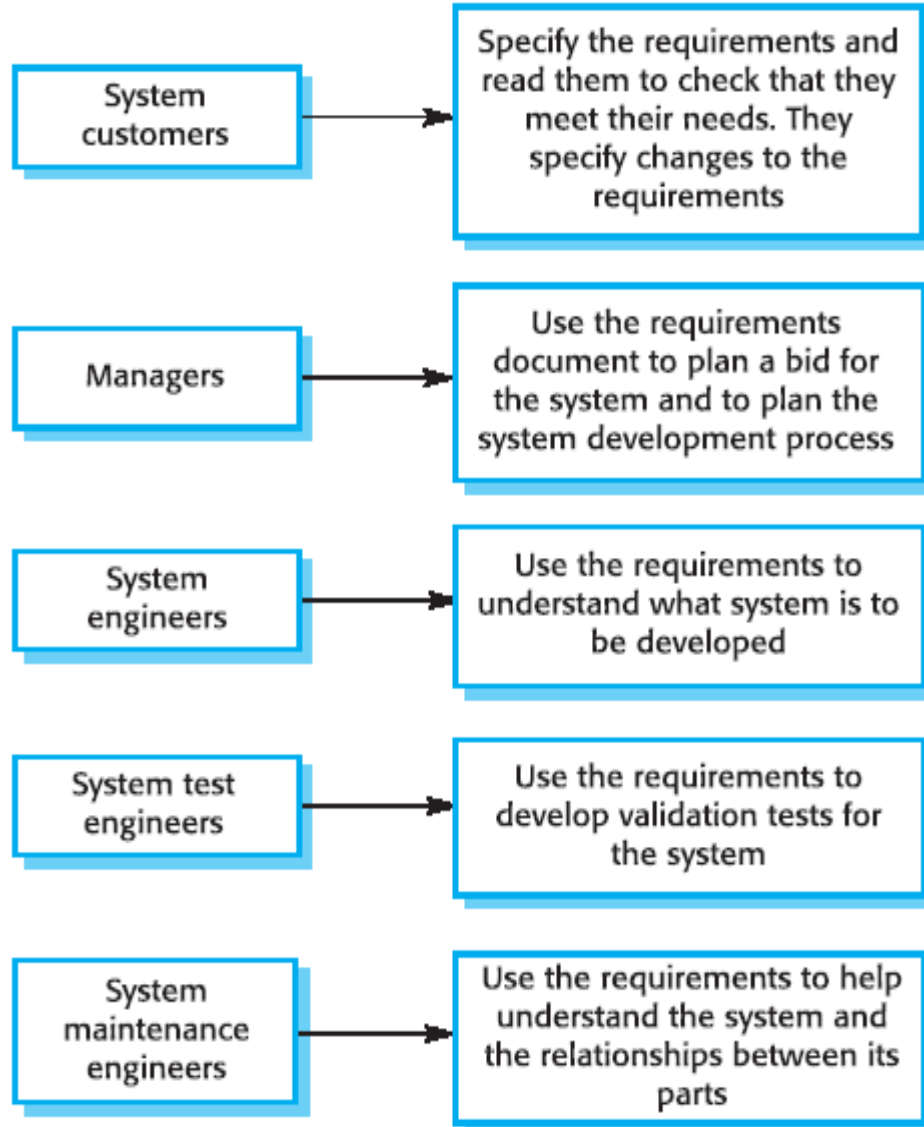 System
customers
Specify the requirements and
read them to check that they
meet their needs. They
specify changes to the
requirements
Managers
Use the requirements
document to plan a bid for
the system and to plan the
system development process
System
engineers
Use the requirements to
understand what system is to
be developed
System test
engineers
Use the requirements to
develop validation tests for
the system
System
maintenance
engineers
Use the requirements to help
understand the system and
the relationships between its
parts